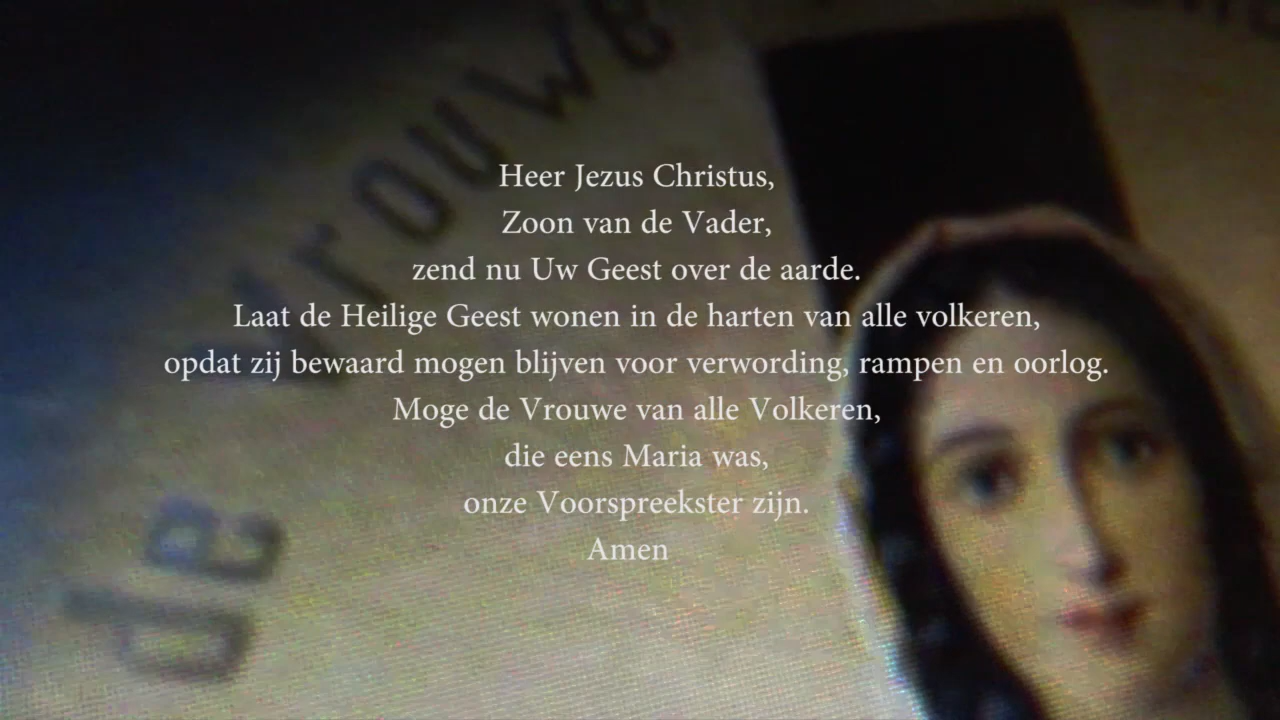 Heer Jezus Christus,
Zoon van de Vader,
zend nu Uw Geest over de aarde.
Laat de Heilige Geest wonen in de harten van alle volkeren,
opdat zij bewaard mogen blijven voor verwording, rampen en oorlog.
Moge de Vrouwe van alle Volkeren,
die eens Maria was,
onze Voorspreekster zijn.
Amen
de vrouwe